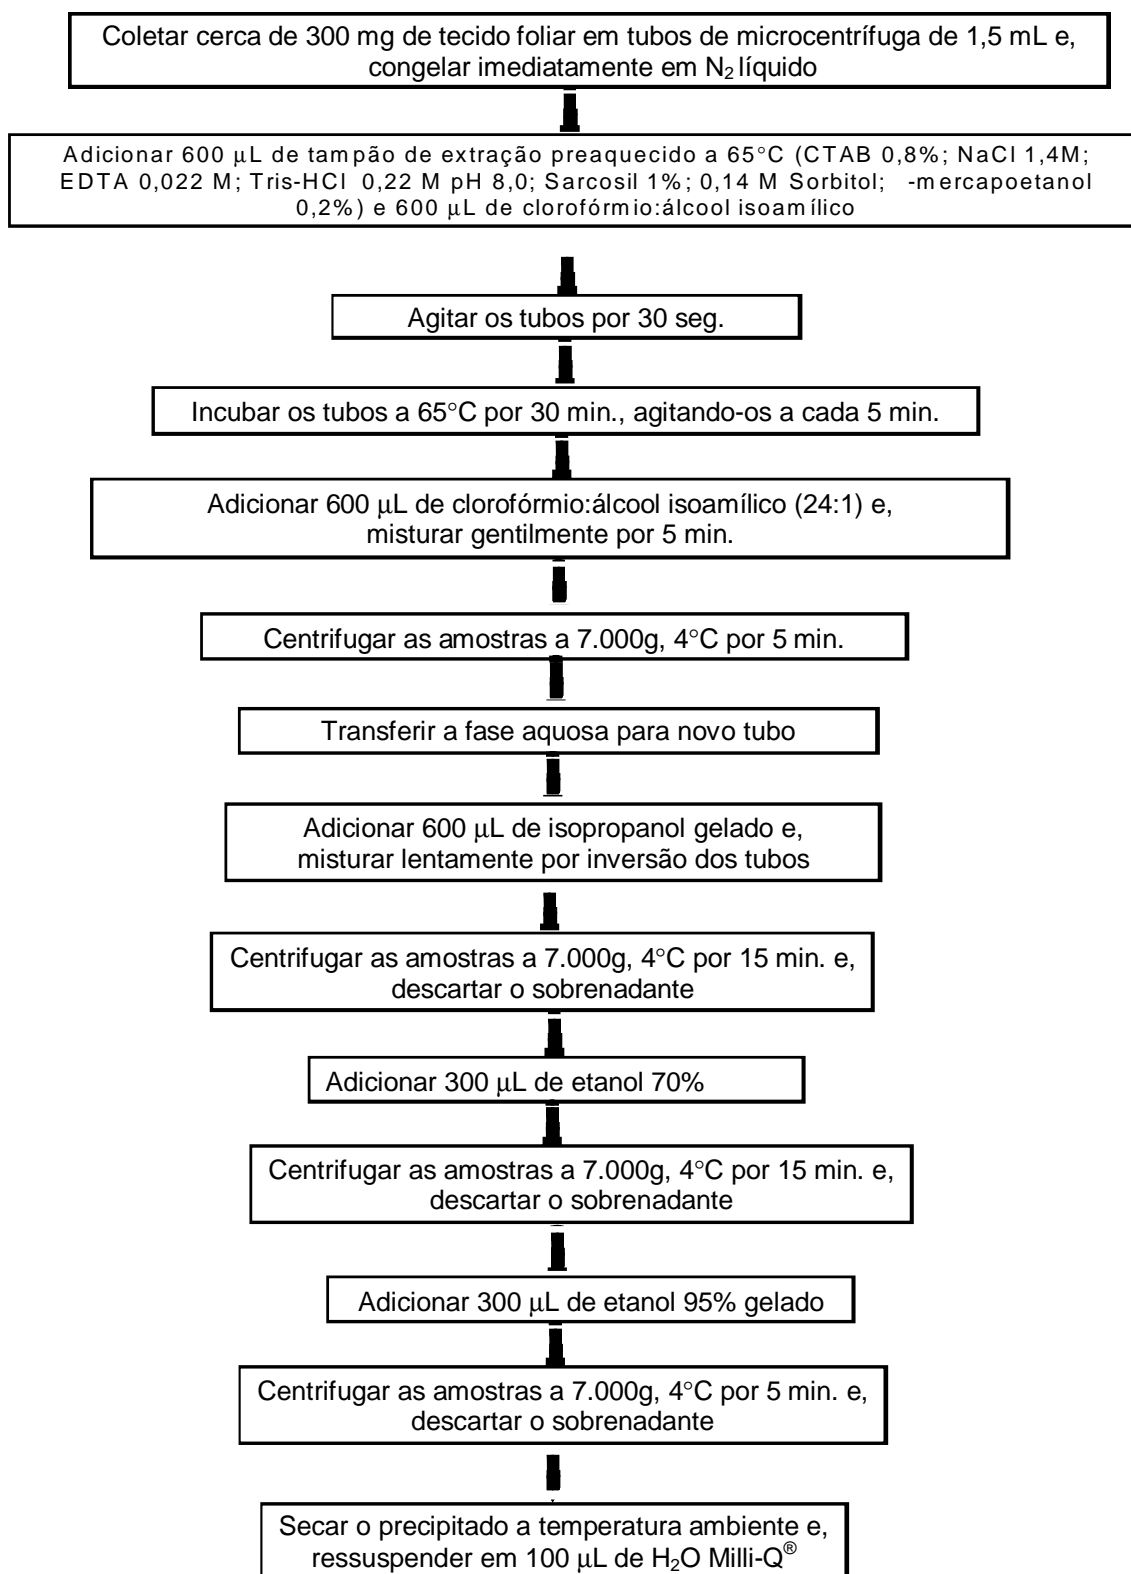 Coletar cerca de 300 mg de tecido foliar em tubos de microcentrífuga de 1,5 mL e,
congelar imediatamente em N₂ líquido
Adicionar 600 μL de tampão de extração preaquecido a 65°C (CTAB 0,8%; NaCl 1,4M;
EDTA 0,022 M; Tris-HCl 0,22 M pH 8,0; Sarcosil 1%; 0,14 M Sorbitol; -mercapoetanol
0,2%) e 600 μL de clorofórmio:álcool isoamílico
Agitar os tubos por 30 seg.
Incubar os tubos a 65°C por 30 min., agitando-os a cada 5 min.
Adicionar 600 μL de clorofórmio:álcool isoamílico (24:1) e,
misturar gentilmente por 5 min.
Centrifugar as amostras a 7.000g, 4°C por 5 min.
Transferir a fase aquosa para novo tubo
Adicionar 600 μL de isopropanol gelado e,
misturar lentamente por inversão dos tubos
Centrifugar as amostras a 7.000g, 4°C por 15 min. e,
descartar o sobrenadante
Adicionar 300 μL de etanol 70%
Centrifugar as amostras a 7.000g, 4°C por 15 min. e,
descartar o sobrenadante
Adicionar 300 μL de etanol 95% gelado
Centrifugar as amostras a 7.000g, 4°C por 5 min. e,
descartar o sobrenadante
Secar o precipitado a temperatura ambiente e,
ressuspender em 100 μL de H₂O Milli-Q®